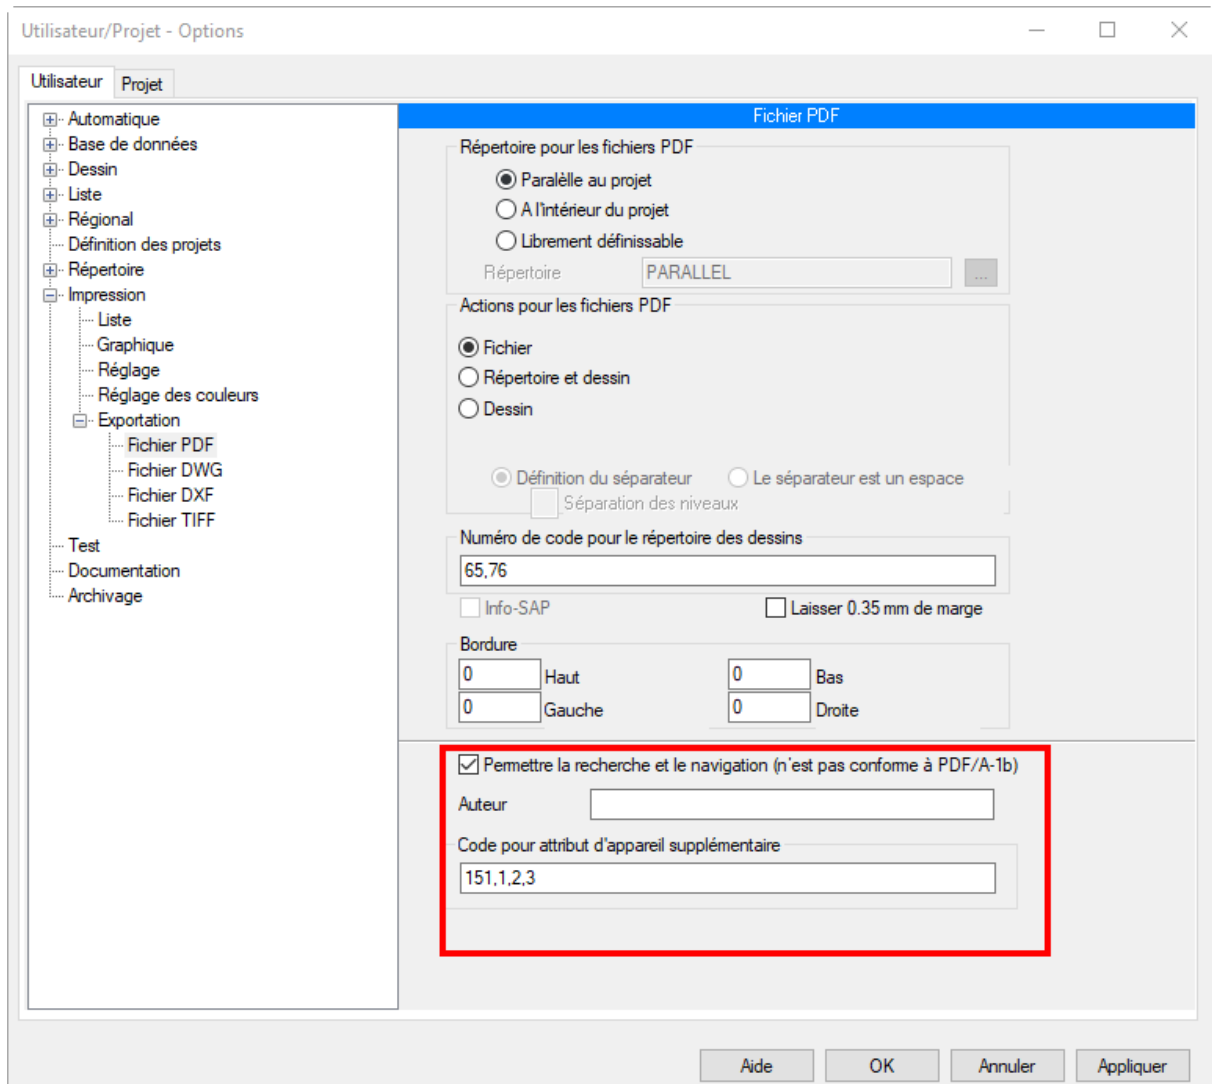 Utilisateur/Projet - Options
Utilisateur
Projet
Automatique
Base de données
Dessin
Liste
Régional
Définition des projets
Répertoire
Impression
Liste
Graphique
Réglage
Réglage des couleurs
Exportation
Fichier PDF
Fichier DWG
Fichier DXF
Fichier TIFF
Test
Documentation
Archivage
Fichier PDF
Répertoire pour les fichiers PDF
Paralèlle au projet
A l'intérieur du projet
Librement définissable
Répertoire PARALLEL ...
Actions pour les fichiers PDF
Fichier
Répertoire et dessin
Dessin
Définition du séparateur Le séparateur est un espace
Séparation des niveaux
Numéro de code pour le répertoire des dessins
65,76
Info-SAP Laisser 0.35 mm de marge
Bordure
0 Haut 0 Bas
0 Gauche 0 Droite
Permettre la recherche et le navigation (n'est pas conforme à PDF/A-1b)
Auteur
Code pour attribut d'appareil supplémentaire
151,1,2,3
Aide OK Annuler Appliquer